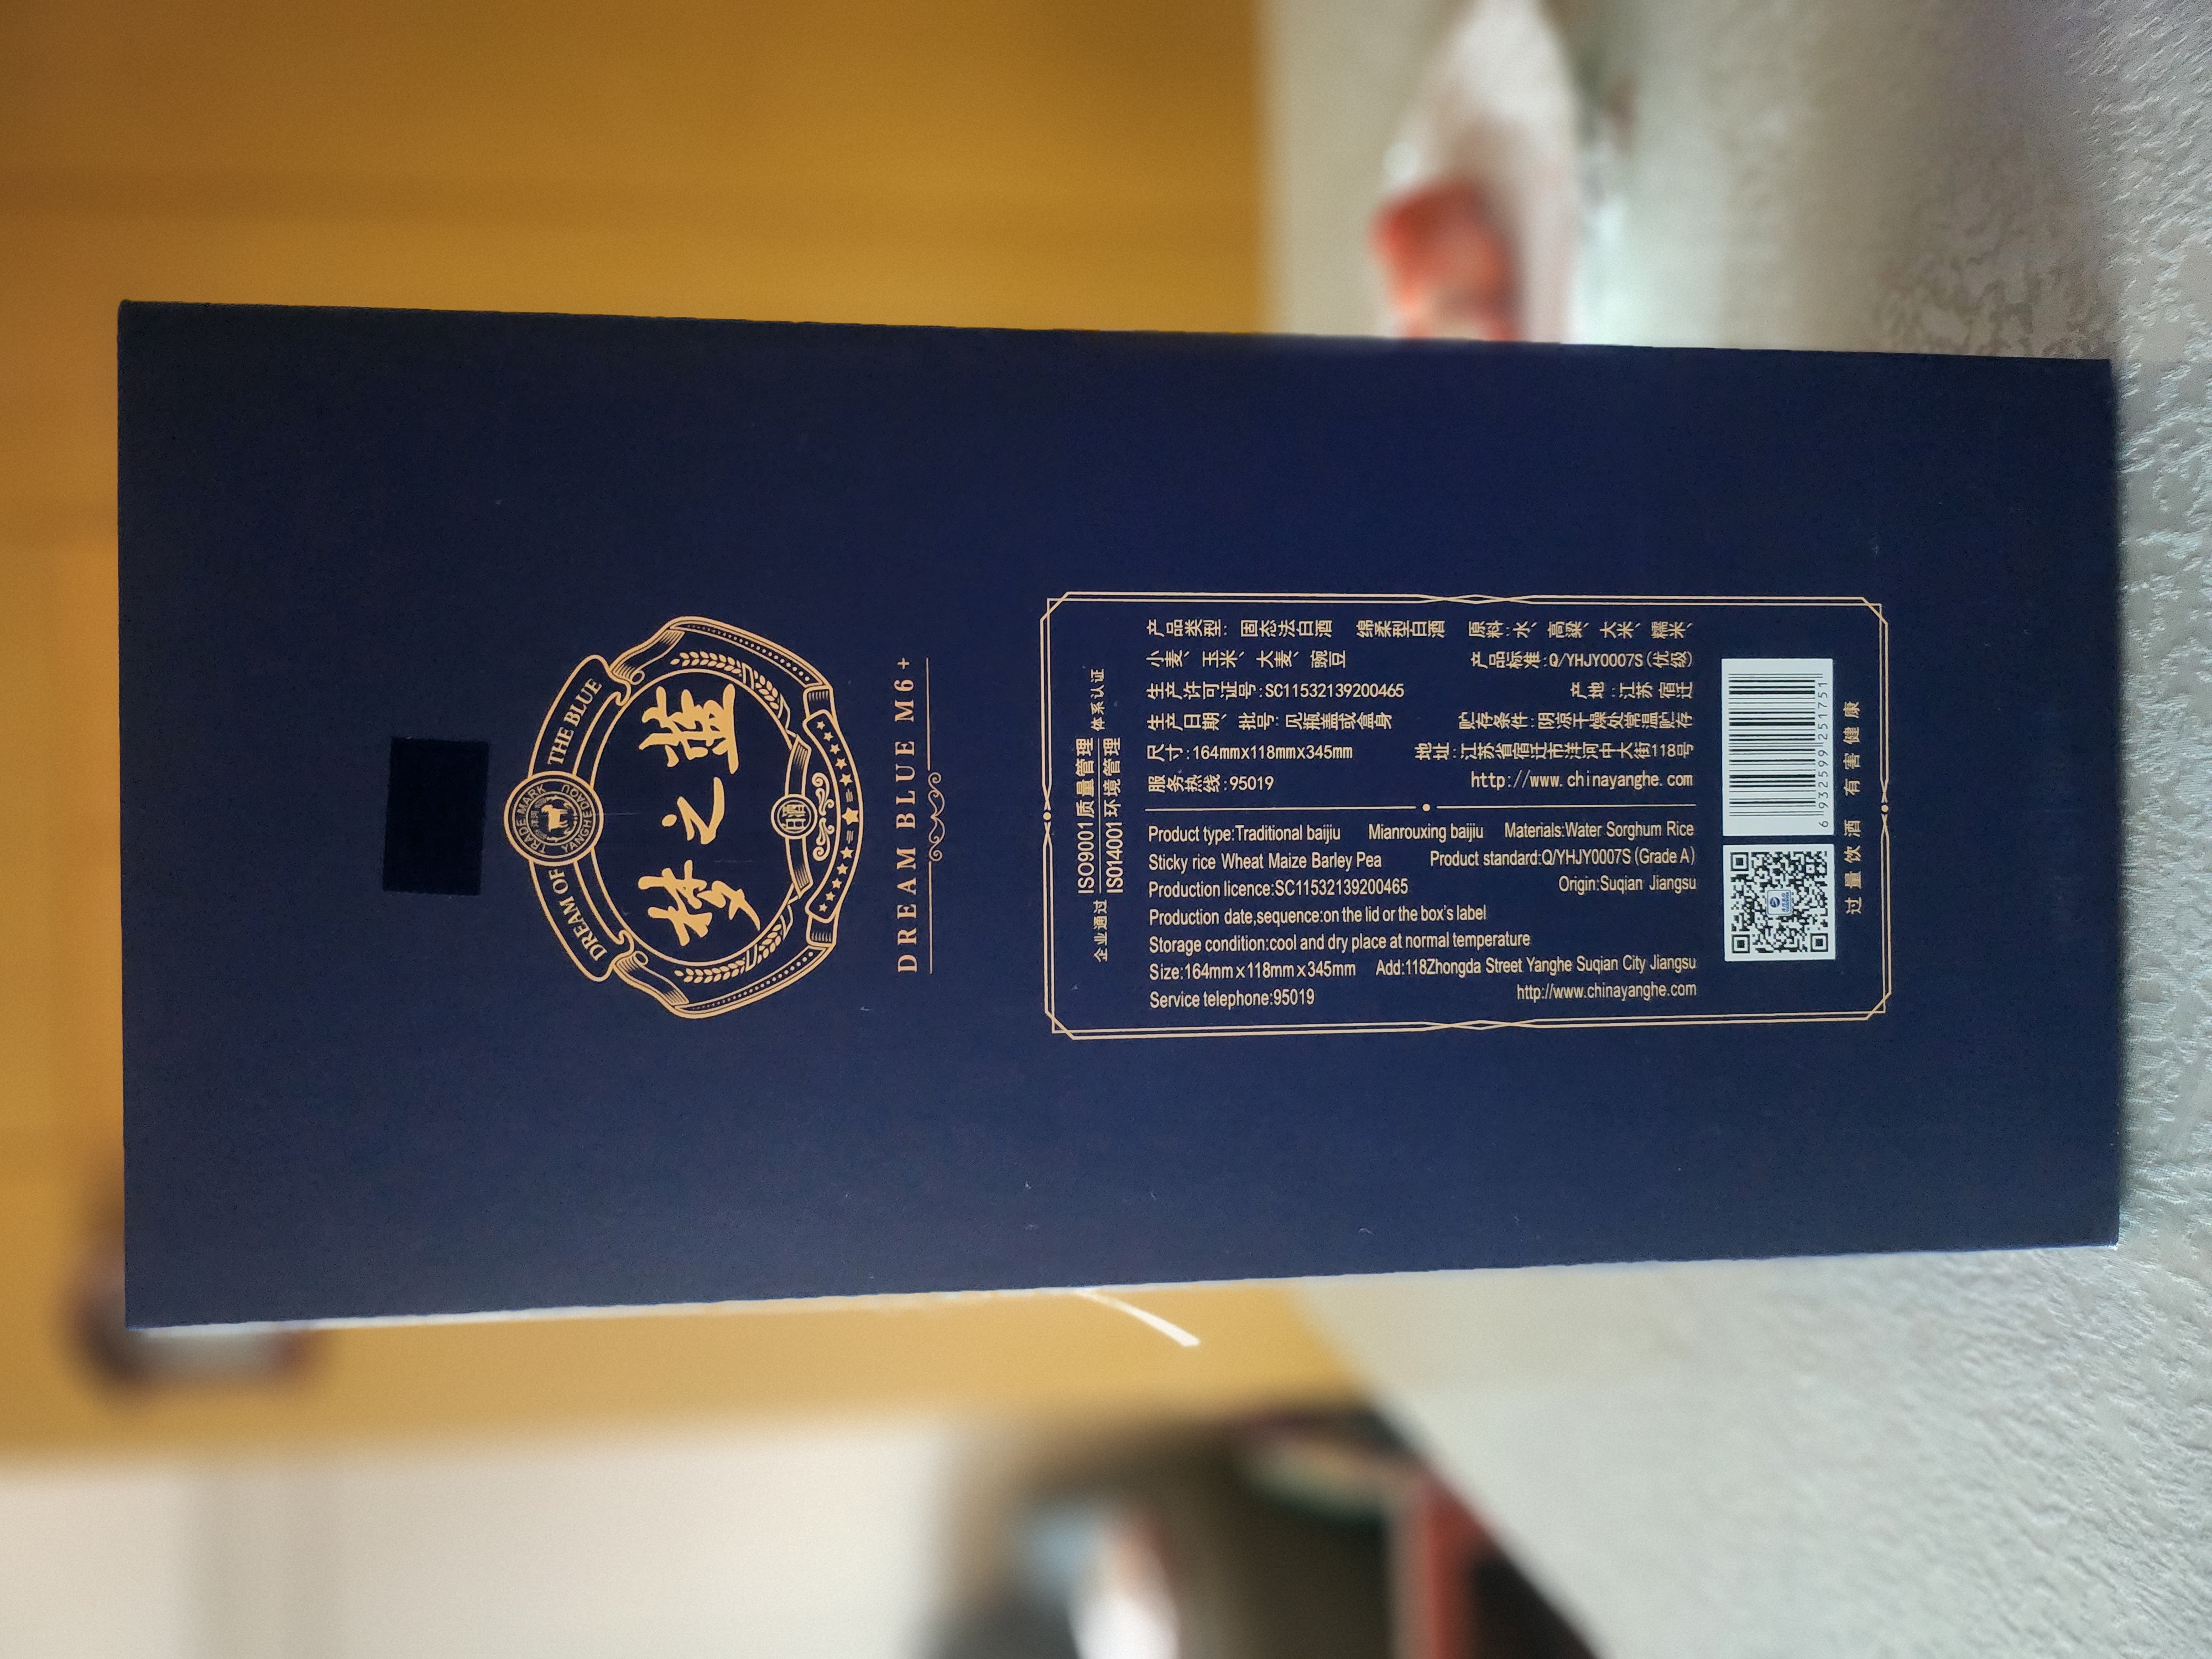 DREAM OF THE BLUE
TRADE MARK
洋河
YANGHEDAQU
梦之蓝
白酒
DREAM BLUE M6+
企业通过 ISO9001质量管理 体系认证
ISO14001环境管理
产品类型: 固态法白酒 绵柔型白酒 原料:水、高粱、大米、糯米、
小麦、玉米、大麦、豌豆 产品标准:Q/YHJY0007S(优级)
生产许可证号:SC11532139200465 产地:江苏 宿迁
生产日期、批号:见瓶盖或盒身 贮存条件:阴凉干燥处常温贮存
尺寸:164mmx118mmx345mm 地址:江苏省宿迁市洋河中大街118号
服务热线:95019 http://www.chinayanghe.com
Product type:Traditional baijiu Mianrouxing baijiu Materials:Water Sorghum Rice
Sticky rice Wheat Maize Barley Pea Product standard:Q/YHJY0007S(Grade A)
Production licence:SC11532139200465 Origin:Suqian Jiangsu
Production date,sequence:on the lid or the box's label
Storage condition:cool and dry place at normal temperature
Size:164mmx118mmx345mm Add:118Zhongda Street Yanghe Suqian City Jiangsu
Service telephone:95019 http://www.chinayanghe.com
6 932599 251751
过量饮酒 有害健康